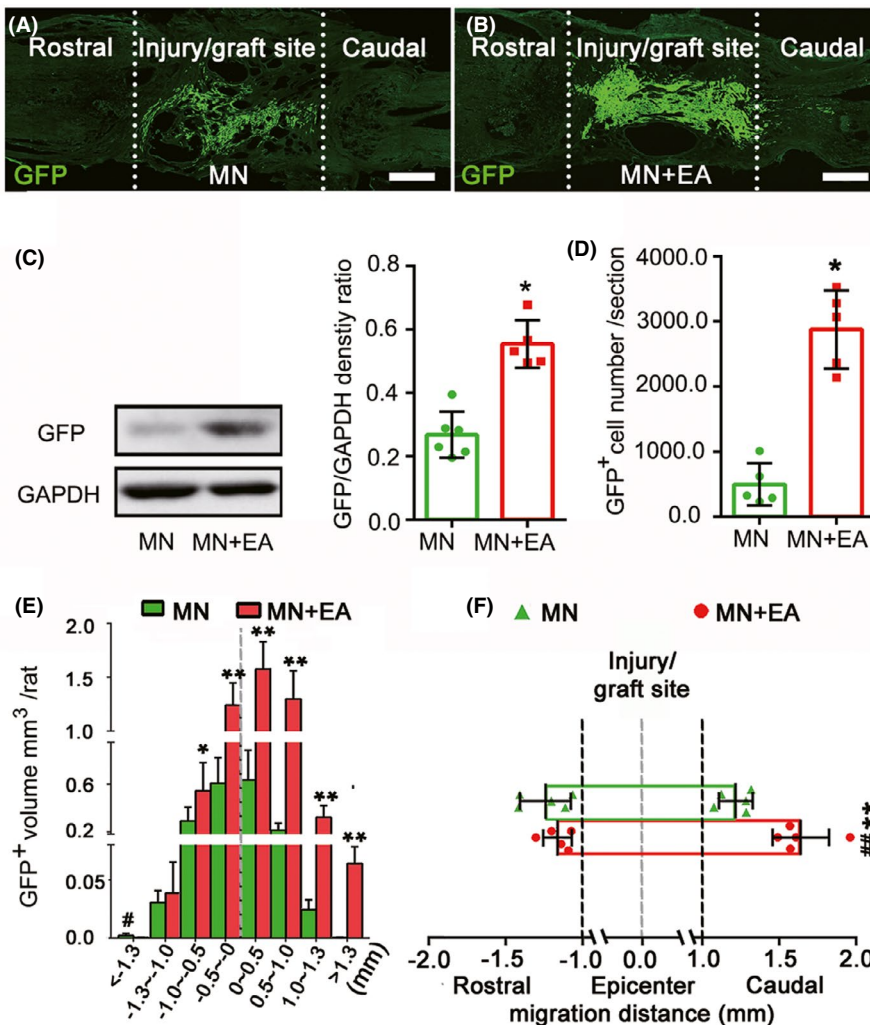 (A)
Rostral Injury/graft site Caudal
GFP MN
(B)
Rostral Injury/graft site Caudal
GFP MN+EA
(C)
GFP
GAPDH
MN MN+EA
GFP/GAPDH denstiy ratio
0.8
0.6
0.4
0.2
0.0
*
MN MN+EA
(D)
GFP+ cell number /section
4000.0
3000.0
2000.0
1000.0
0.0
*
MN MN+EA
(E)
MN MN+EA
GFP+ volume mm3 /rat
2.0
1.5
1.0
0.6
0.2
0.05
0.0
# * ** ** ** ** **
<-1.3 -1.3~-1.0 -1.0~-0.5 -0.5~0 0~0.5 0.5~1.0 1.0~1.3 >1.3
(mm)
(F)
MN MN+EA
Injury/
graft site
**
##
-2.0 -1.5 -1.0 0.0 1.0 1.5 2.0
Rostral Epicenter Caudal
migration distance (mm)